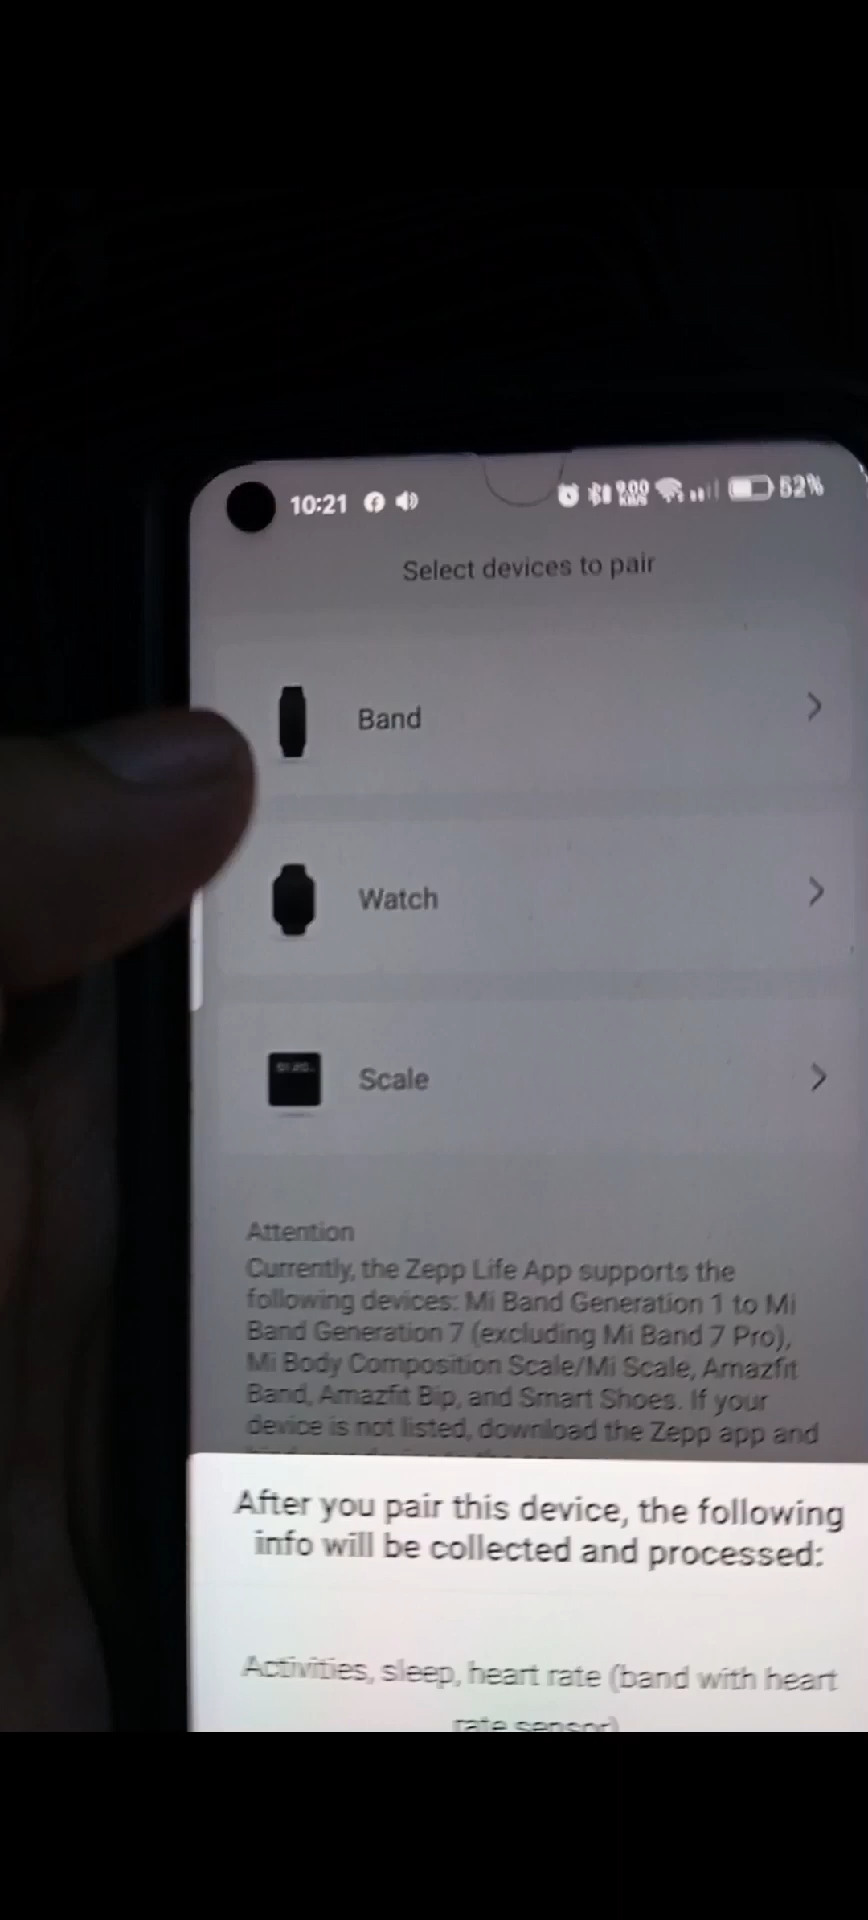 10:21
52%
Select devices to pair
Band
Watch
Scale
Attention
Currently, the Zepp Life App supports the
following devices: Mi Band Generation 1 to Mi
Band Generation 7 (excluding Mi Band 7 Pro),
Mi Body Composition Scale/Mi Scale, Amazfit
Band, Amazfit Bip, and Smart Shoes. If your
device is not listed, download the Zepp app and
After you pair this device, the following
info will be collected and processed:
Activities, sleep, heart rate (band with heart
rate sensor)